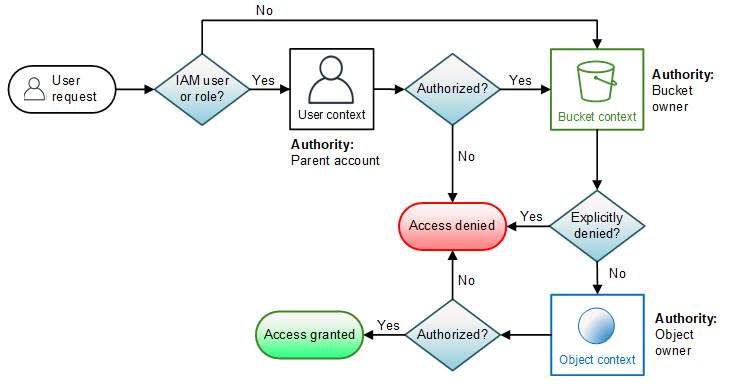 No
User
request
IAM user
or role?
Yes
User context
Authority:
Parent account
Authorized?
Yes
Bucket context
Authority:
Bucket
owner
No
Access denied
Yes
Explicitly
denied?
No
No
Access granted
Yes
Authorized?
Object context
Authority:
Object
owner